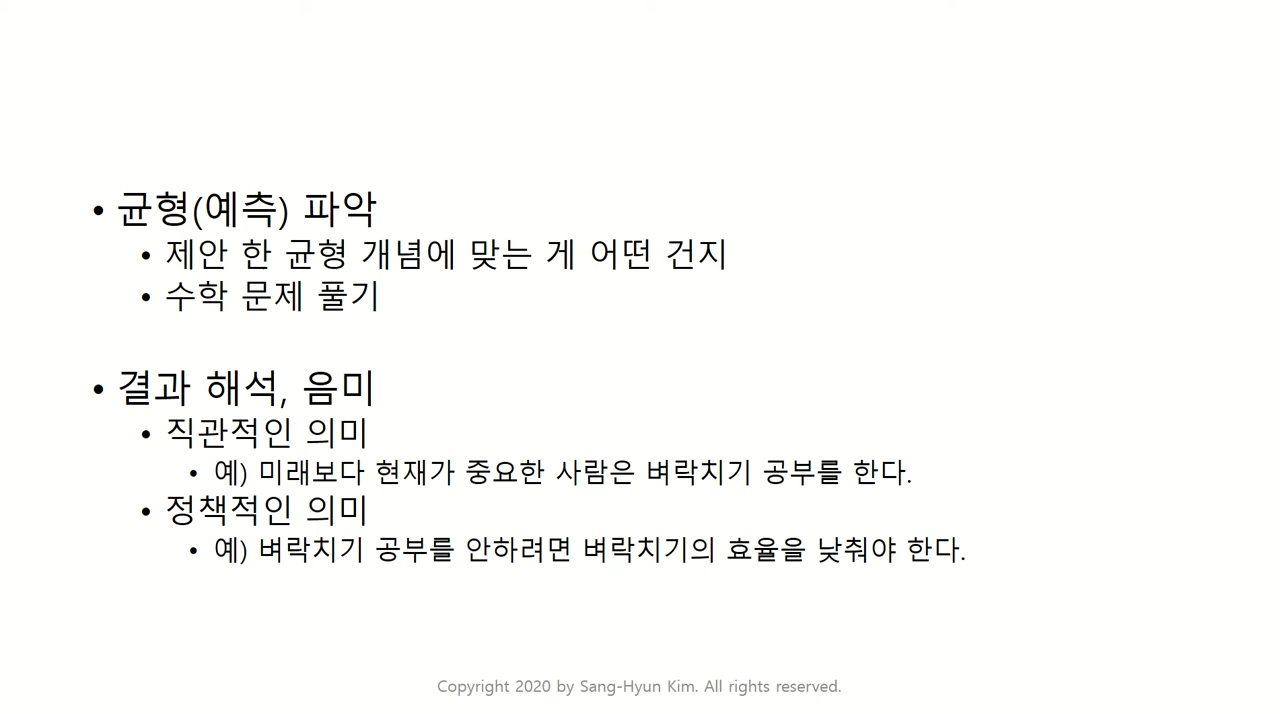 • 균형(예측) 파악
• 제안 한 균형 개념에 맞는 게 어떤 건지
• 수학 문제 풀기
• 결과 해석, 음미
• 직관적인 의미
• 예) 미래보다 현재가 중요한 사람은 벼락치기 공부를 한다.
• 정책적인 의미
• 예) 벼락치기 공부를 안하려면 벼락치기의 효율을 낮춰야 한다.
Copyright 2020 by Sang-Hyun Kim. All rights reserved.